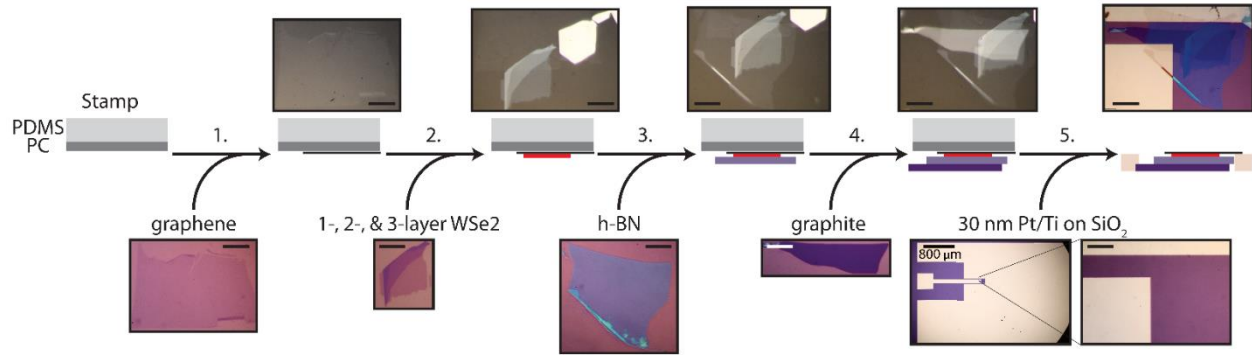 Stamp
PDMS
PC
1.
2.
3.
4.
5.
graphene
1-, 2-, & 3-layer WSe2
h-BN
graphite
30 nm Pt/Ti on SiO₂
800 µm